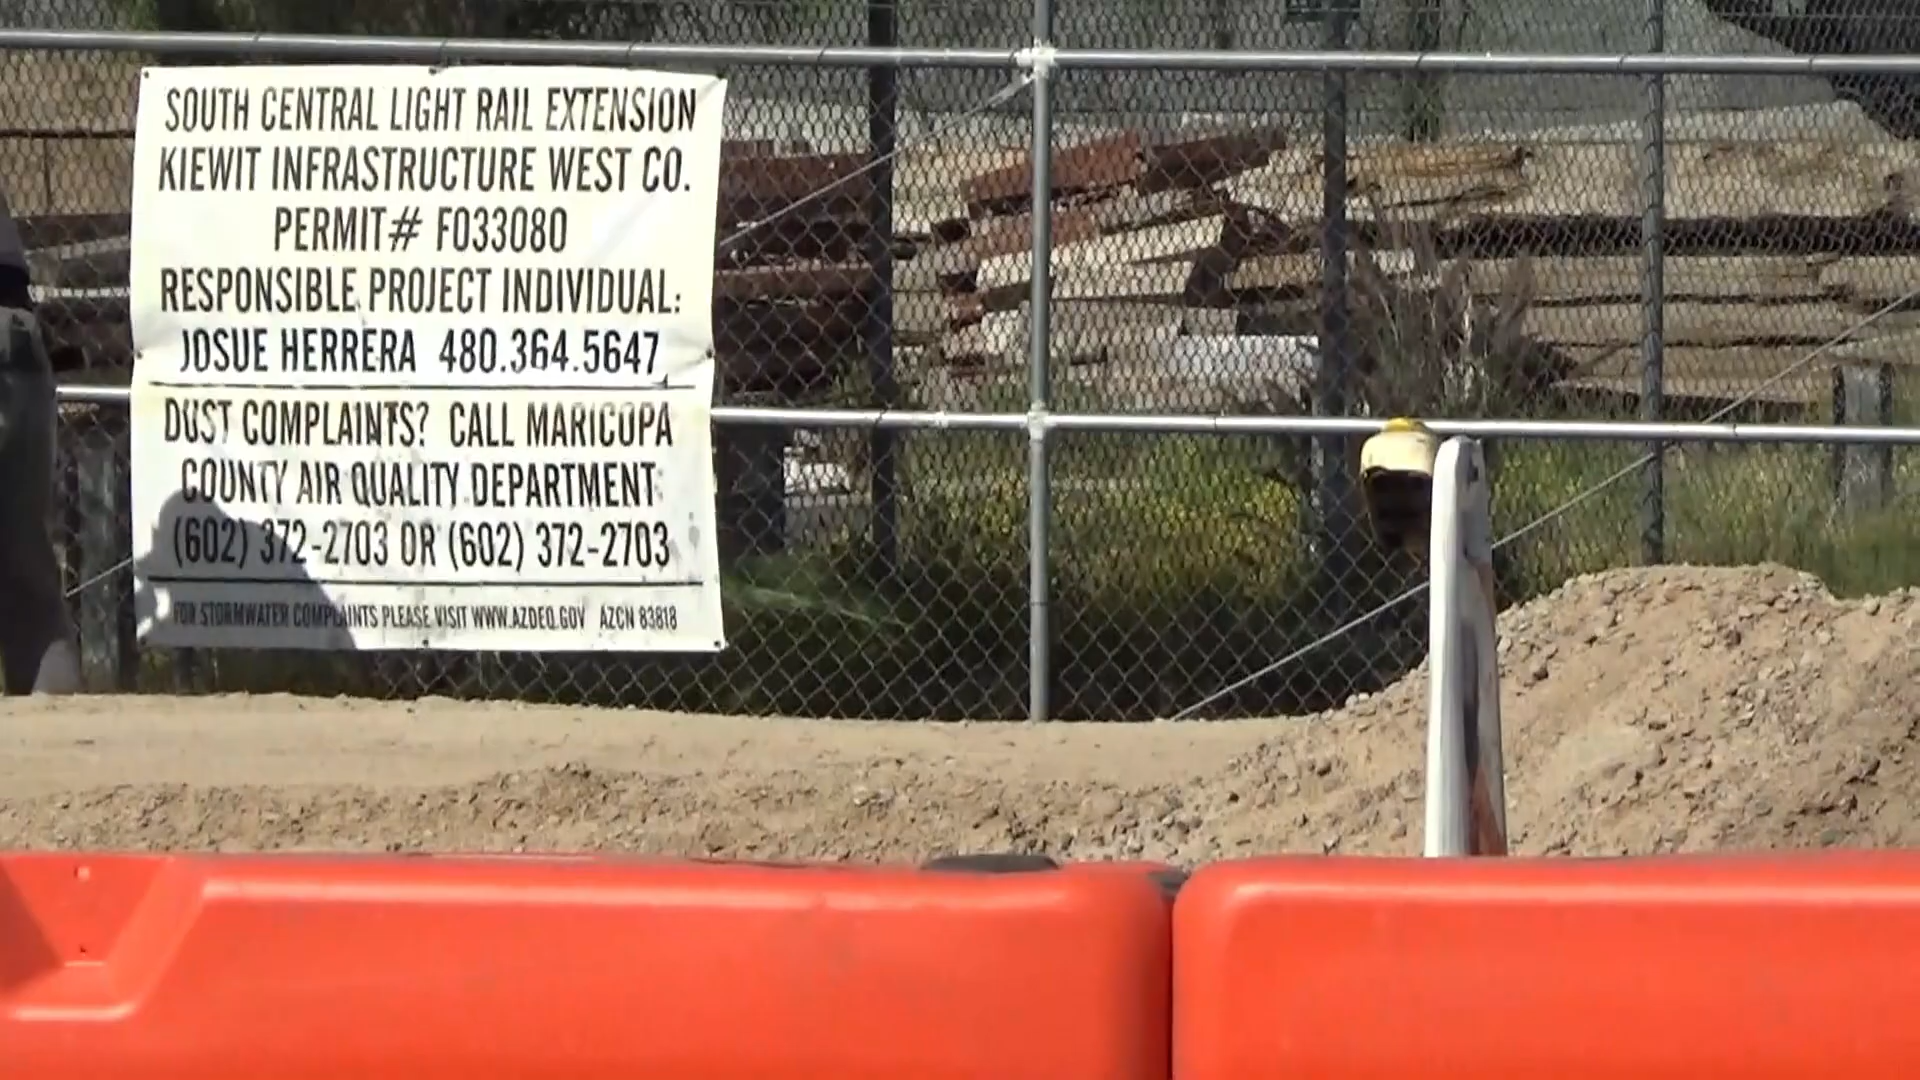 SOUTH CENTRAL LIGHT RAIL EXTENSION
KIEWIT INFRASTRUCTURE WEST CO.
PERMIT# F033080
RESPONSIBLE PROJECT INDIVIDUAL:
JOSUE HERRERA 480.364.5647
DUST COMPLAINTS? CALL MARICOPA
COUNTY AIR QUALITY DEPARTMENT:
(602) 372-2703 OR (602) 372-2703
FOR STORMWATER COMPLAINTS PLEASE VISIT WWW.AZDEQ.GOV AZCN 83818